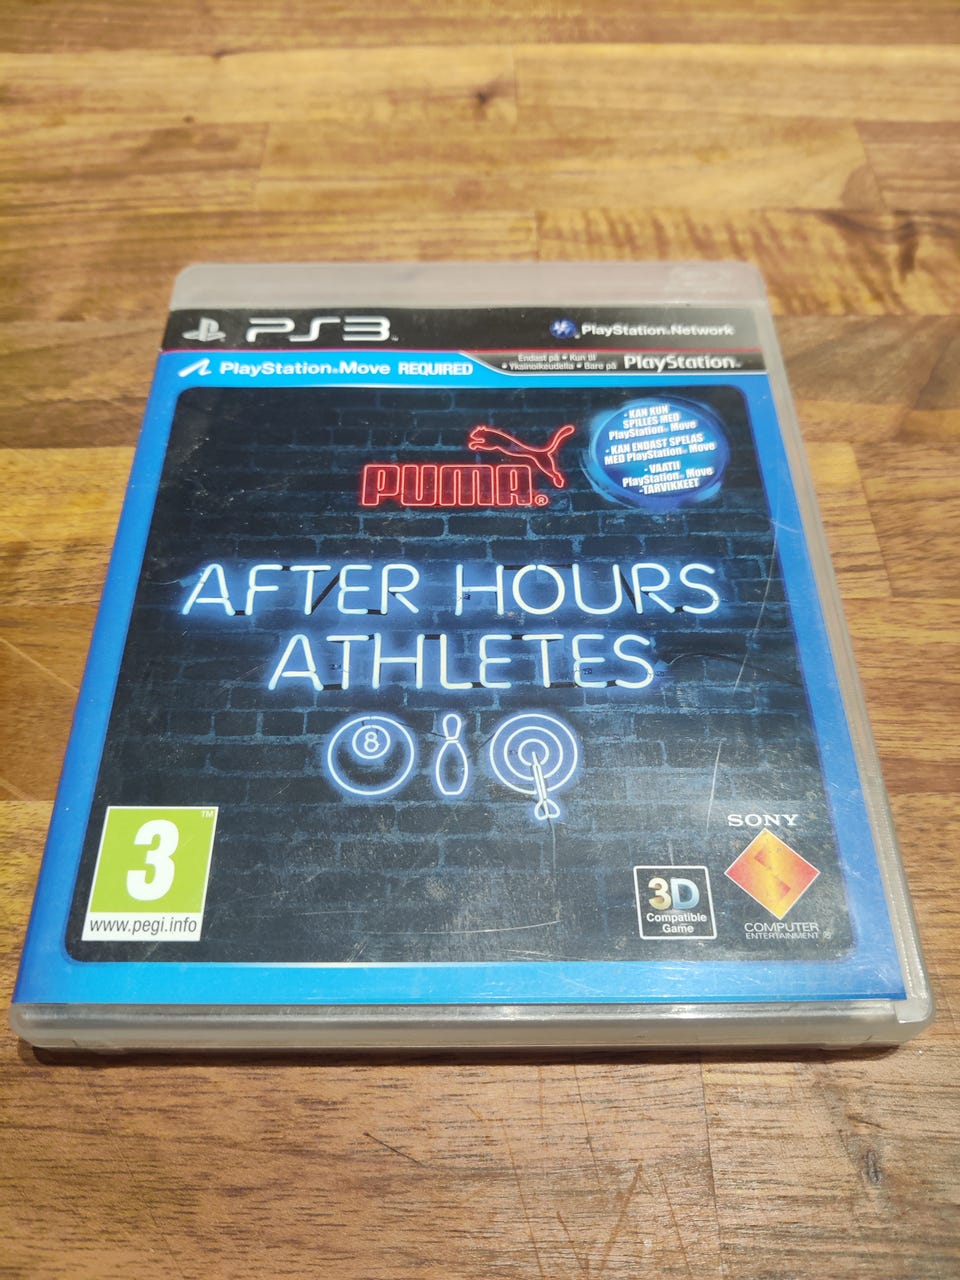 PS3™
PlayStation®Network
PlayStation®Move REQUIRED
Endast på • Kun til
• Yksinoikeudella • Bare på
PlayStation®
- KAN KUN
SPILLES MED
PlayStation® Move
- KAN ENDAST SPELAS
MED PlayStation® Move
- VAATII
PlayStation® Move
-TARVIKKEET
PUMA®
AFTER HOURS
ATHLETES
8
3™
www.pegi.info
3D
Compatible
Game
SONY
COMPUTER
ENTERTAINMENT®